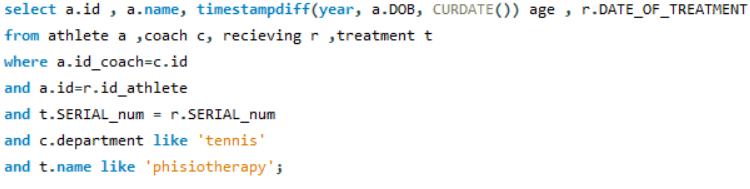 select a.id , a.name, timestampdiff(year, a.DOB, CURDATE()) age , r.DATE_OF_TREATMENT
from athlete a ,coach c, recieving r ,treatment t
where a.id_coach=c.id
and a.id=r.id_athlete
and t.SERIAL_num = r.SERIAL_num
and c.department like 'tennis'
and t.name like 'phisiotherapy';